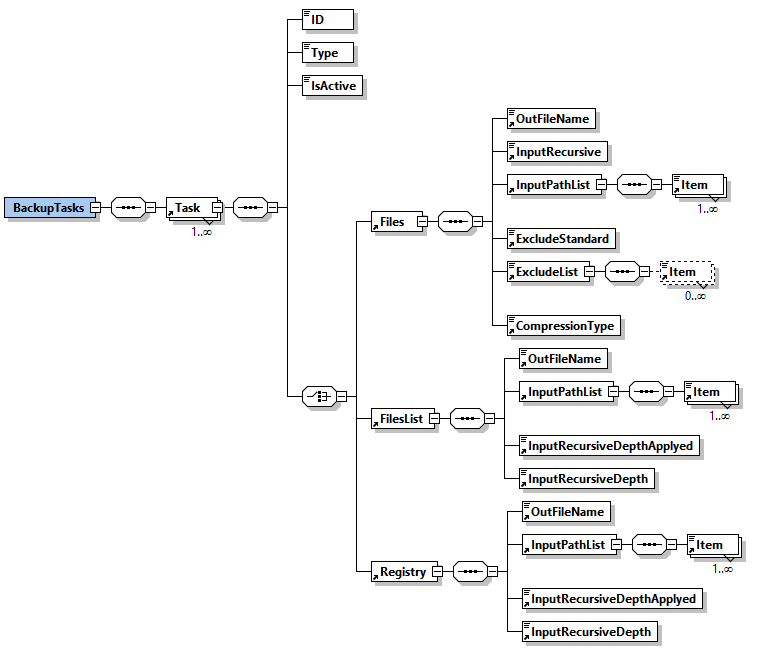 ID
Type
IsActive
OutFileName
InputRecursive
InputPathList
Item
1..∞
BackupTasks
Task
1..∞
Files
ExcludeStandard
ExcludeList
Item
0..∞
CompressionType
OutFileName
InputPathList
Item
1..∞
FilesList
InputRecursiveDepthApplyed
InputRecursiveDepth
OutFileName
InputPathList
Item
1..∞
Registry
InputRecursiveDepthApplyed
InputRecursiveDepth